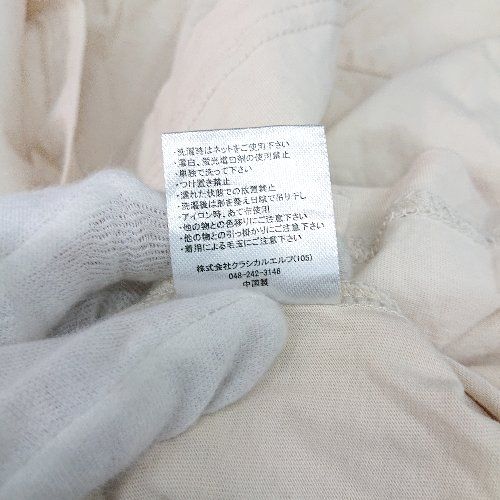 ・洗濯時はネットをご使用下さい
・漂白、蛍光増白剤の使用禁止
・単独で洗って下さい
・つけ置き禁止
・濡れた状態での放置禁止
・洗濯後は形を整え日陰で吊り干し
・アイロン時、あて布使用
・他の物との色移りにご注意下さい
・他の物との引っ掛かりにご注意下さい
・着用による毛玉にご注意下さい
株式会社クラシカルエルフ(105)
048-242-3146
中国製